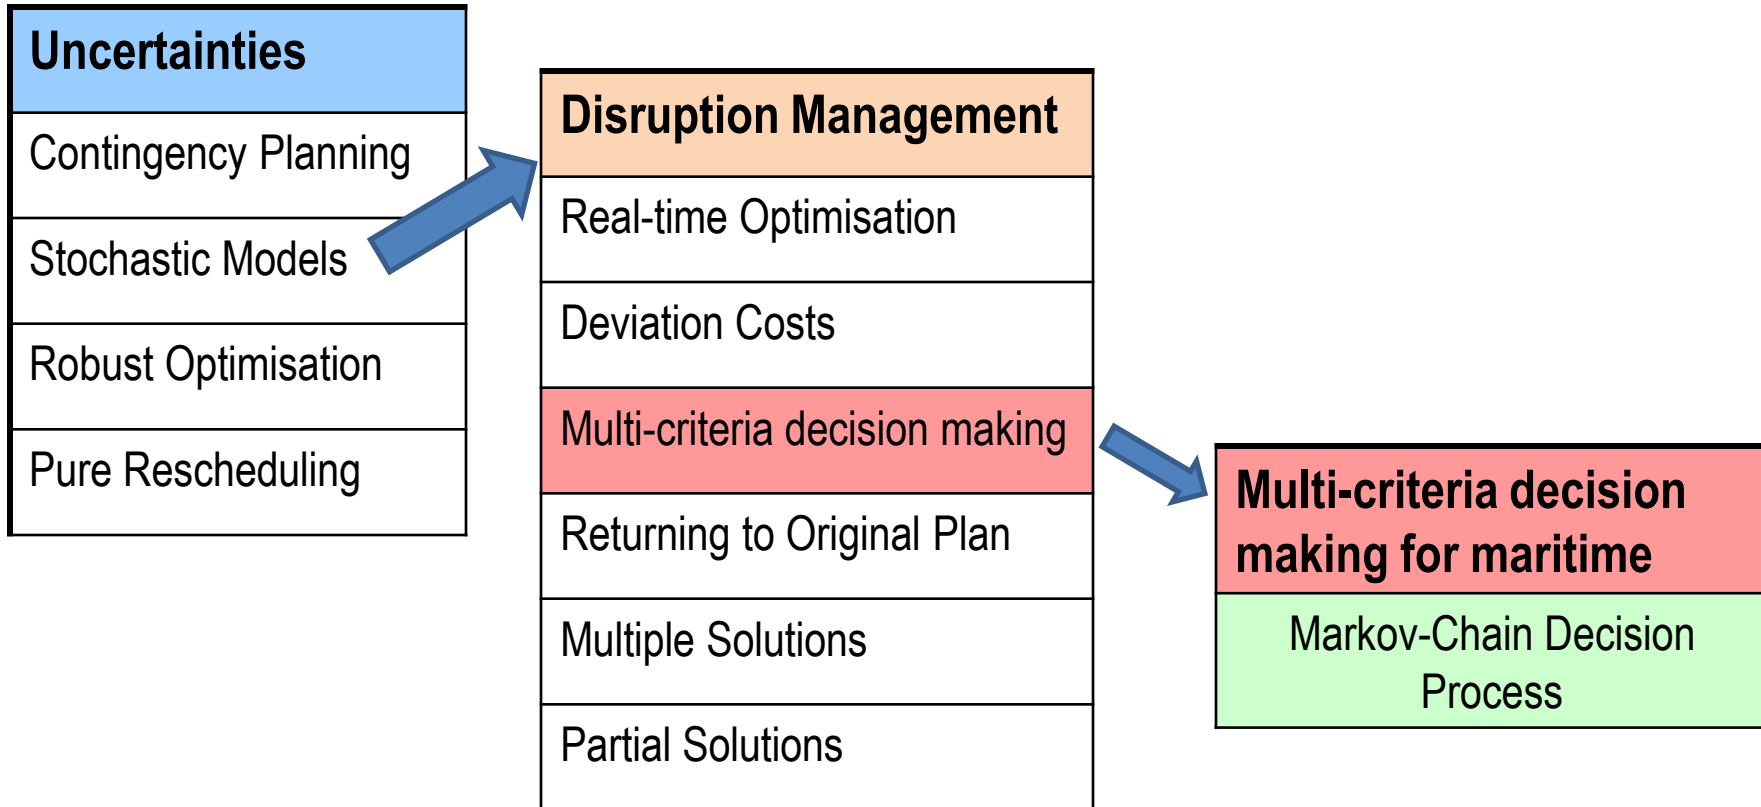 Uncertainties
Contingency Planning
Stochastic Models
Robust Optimisation
Pure Rescheduling
Disruption Management
Real-time Optimisation
Deviation Costs
Multi-criteria decision making
Returning to Original Plan
Multiple Solutions
Partial Solutions
Multi-criteria decision
making for maritime
Markov-Chain Decision
Process